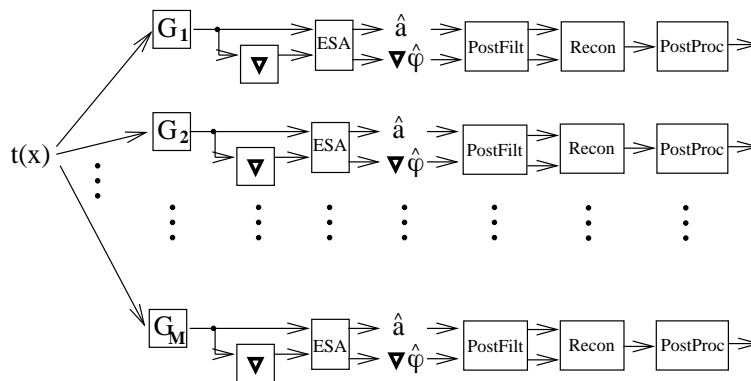 G1 ESA â PostFilt Recon PostProc
∇ ∇φ̂
t(x)
G2 ESA â PostFilt Recon PostProc
∇ ∇φ̂
GM ESA â PostFilt Recon PostProc
∇ ∇φ̂